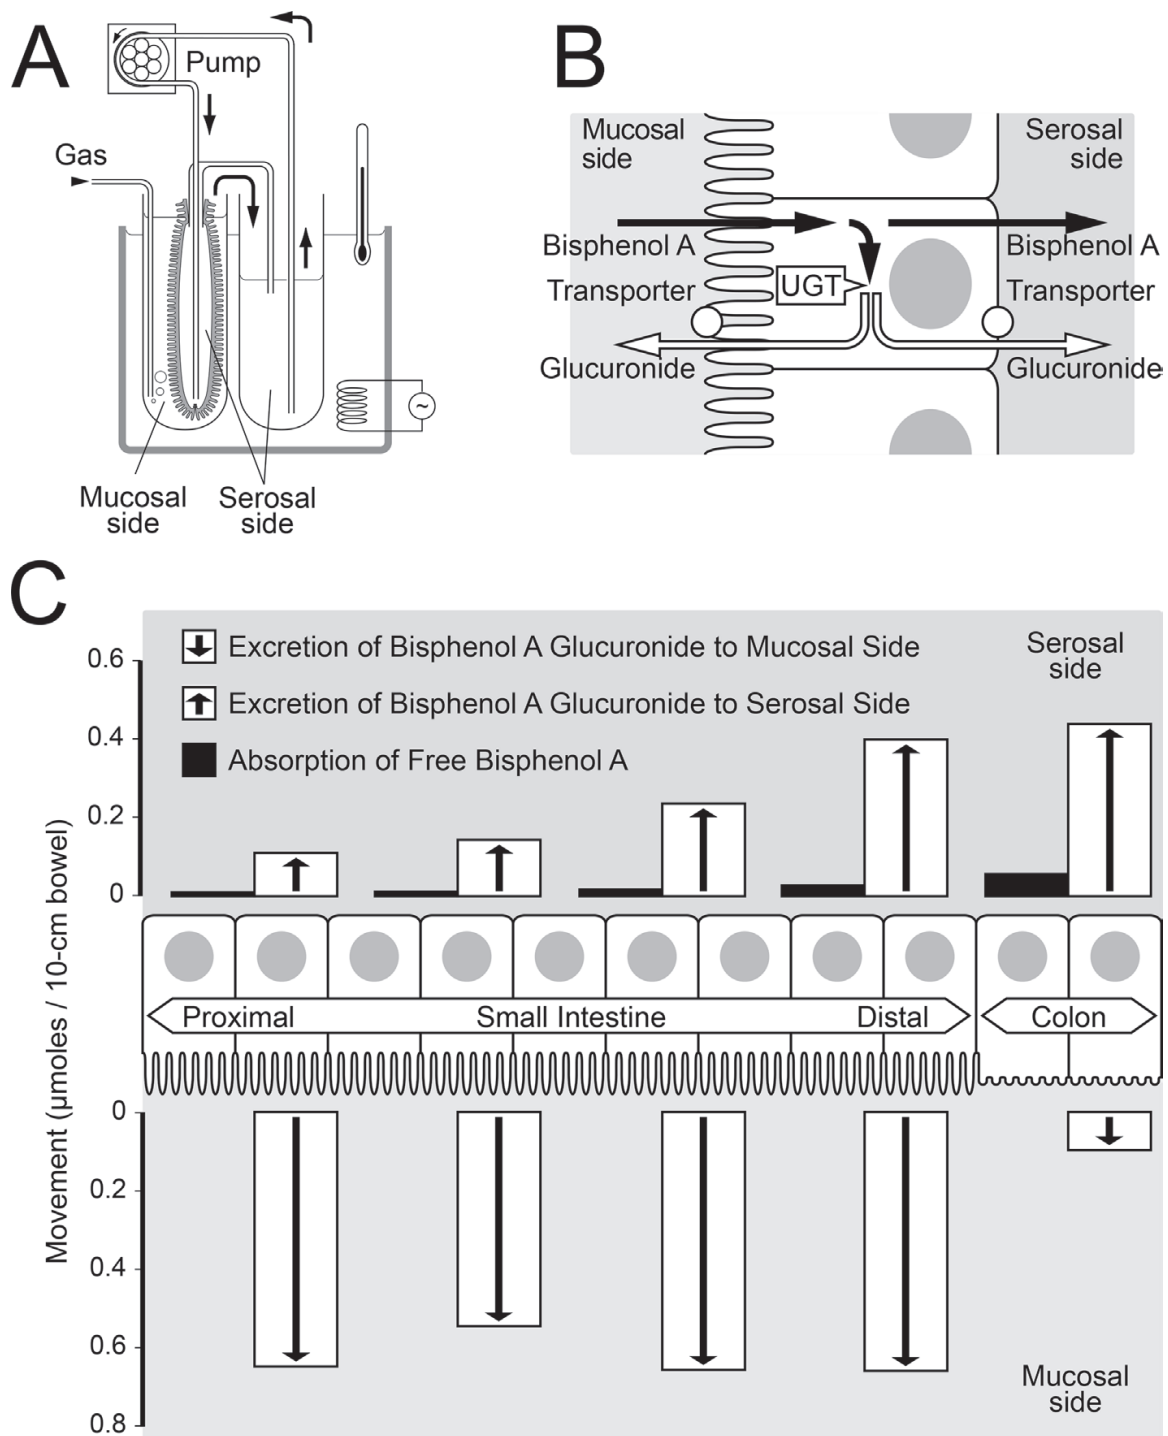 A
Pump
Gas
~
Mucosal
side
Serosal
side
B
Mucosal
side
Serosal
side
Bisphenol A
Bisphenol A
UGT
Transporter
Transporter
Glucuronide
Glucuronide
C
Excretion of Bisphenol A Glucuronide to Mucosal Side
Excretion of Bisphenol A Glucuronide to Serosal Side
Absorption of Free Bisphenol A
Serosal
side
0.6
0.4
0.2
0
Proximal
Small Intestine
Distal
Colon
0
0.2
0.4
0.6
0.8
Movement (µmoles / 10-cm bowel)
Mucosal
side